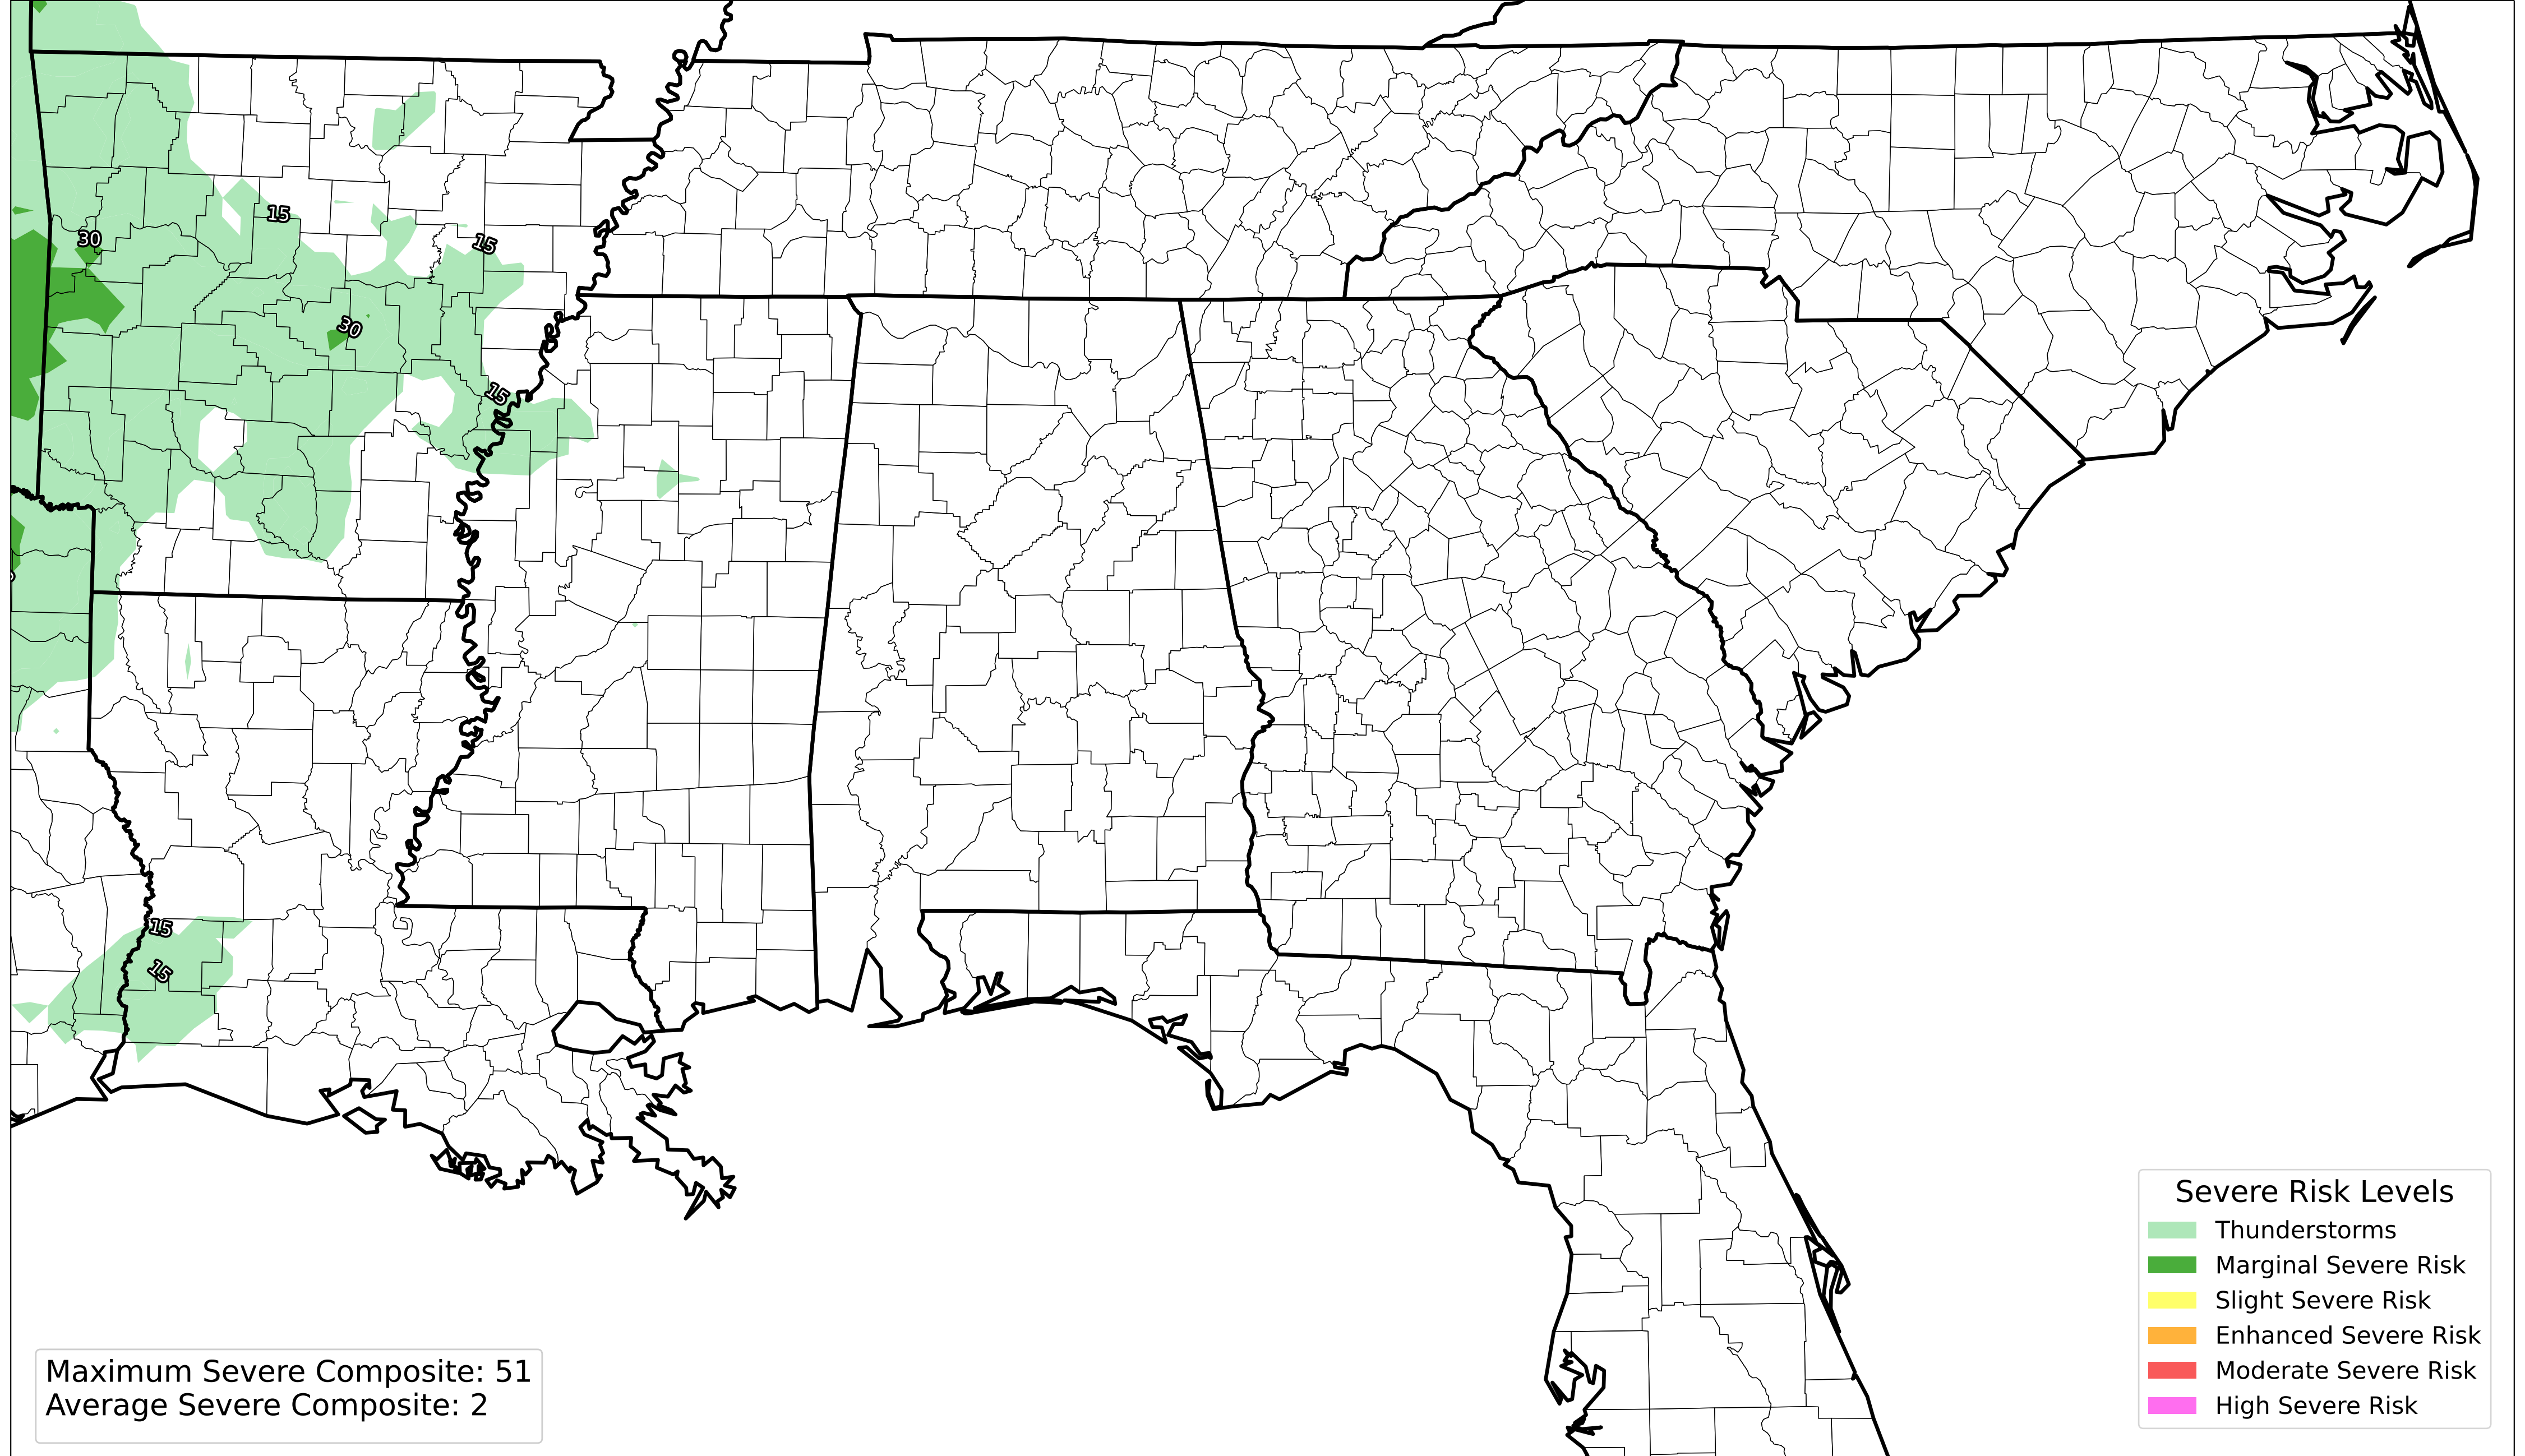 15
30
15
30
15
15
15
Severe Risk Levels
Thunderstorms
Marginal Severe Risk
Slight Severe Risk
Enhanced Severe Risk
Moderate Severe Risk
High Severe Risk
Maximum Severe Composite: 51
Average Severe Composite: 2